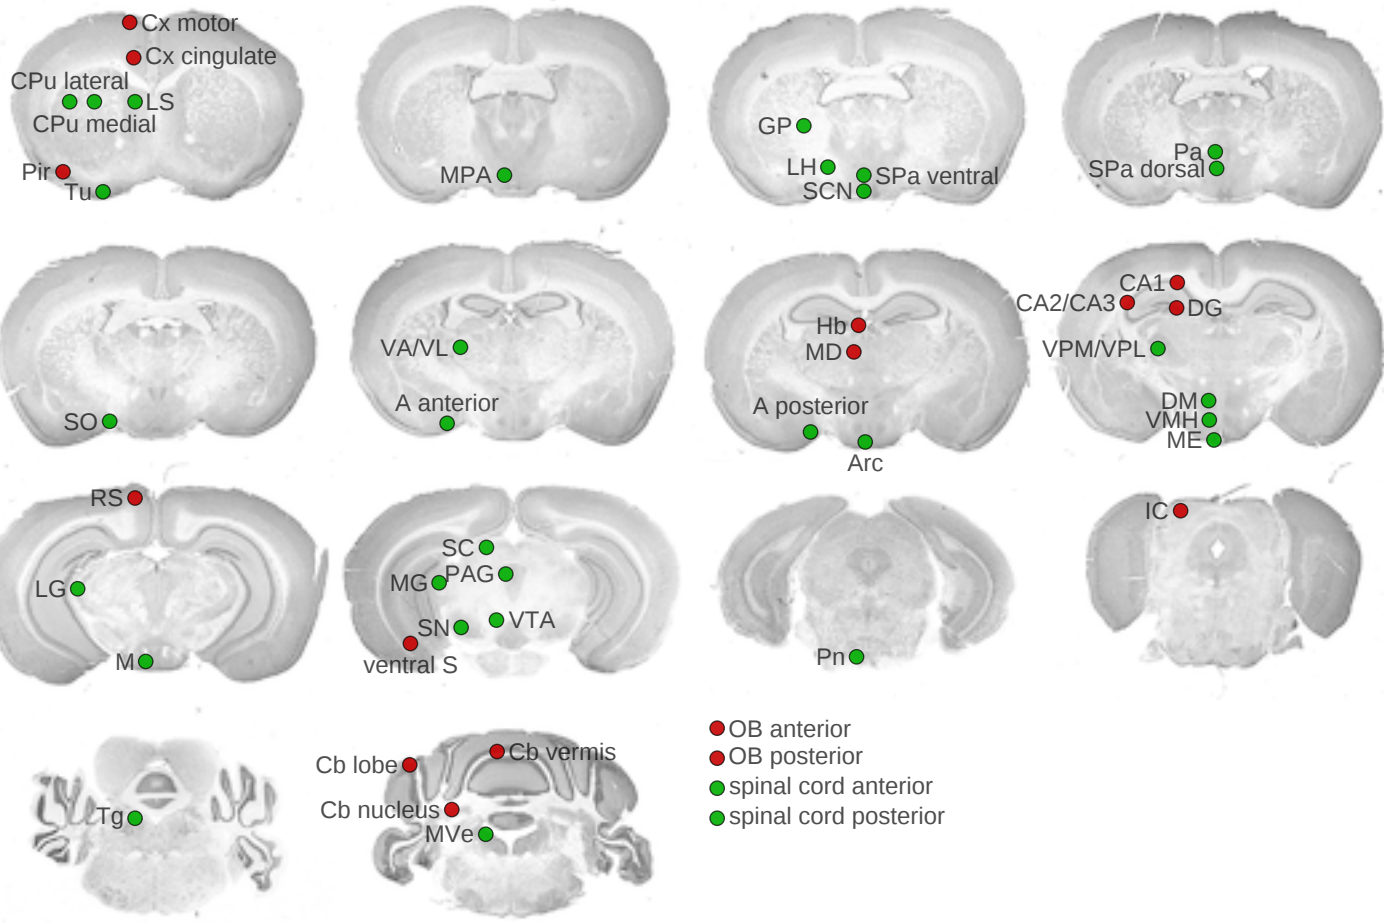 Cx motor
Cx cingulate
CPu lateral
LS
CPu medial
Pir
Tu
MPA
GP
LH
SPa ventral
SCN
Pa
SPa dorsal
SO
VA/VL
A anterior
Hb
MD
A posterior
Arc
CA1
CA2/CA3
DG
VPM/VPL
DM
VMH
ME
RS
LG
M
SC
MG
PAG
SN
VTA
ventral S
Pn
IC
Tg
Cb lobe
Cb vermis
Cb nucleus
MVe
OB anterior
OB posterior
spinal cord anterior
spinal cord posterior